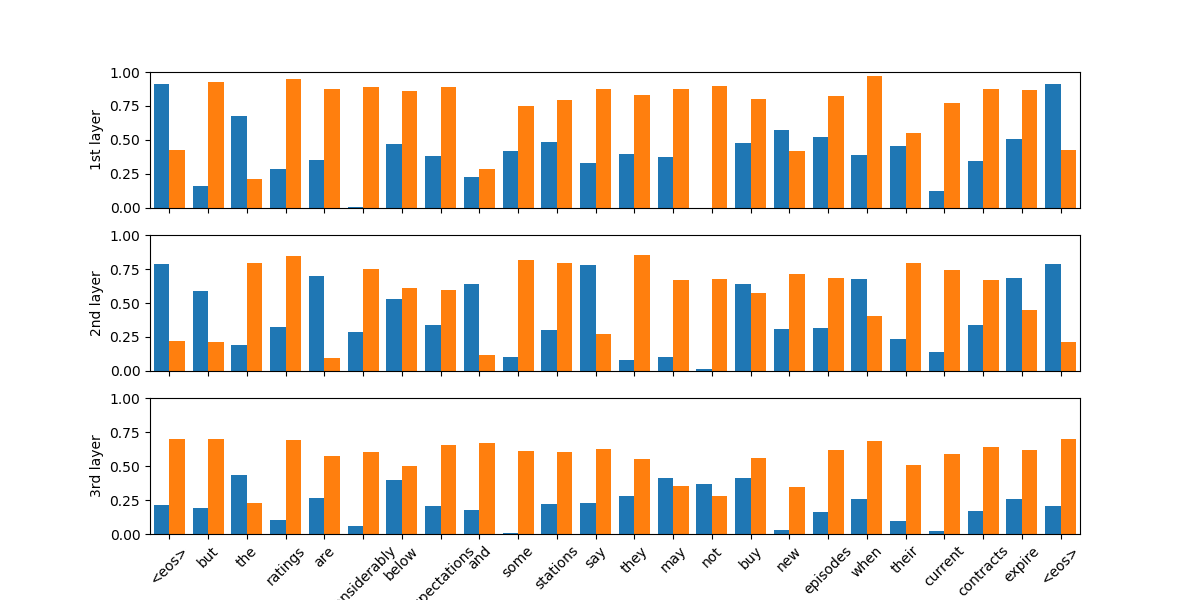 1.00
0.75
0.50
0.25
0.00
1st layer
1.00
0.75
0.50
0.25
0.00
2nd layer
1.00
0.75
0.50
0.25
0.00
3rd layer
<eos>
but
the
ratings
are
nsiderably
below
pectations
and
some
stations
say
they
may
not
buy
new
episodes
when
their
current
contracts
expire
<eos>